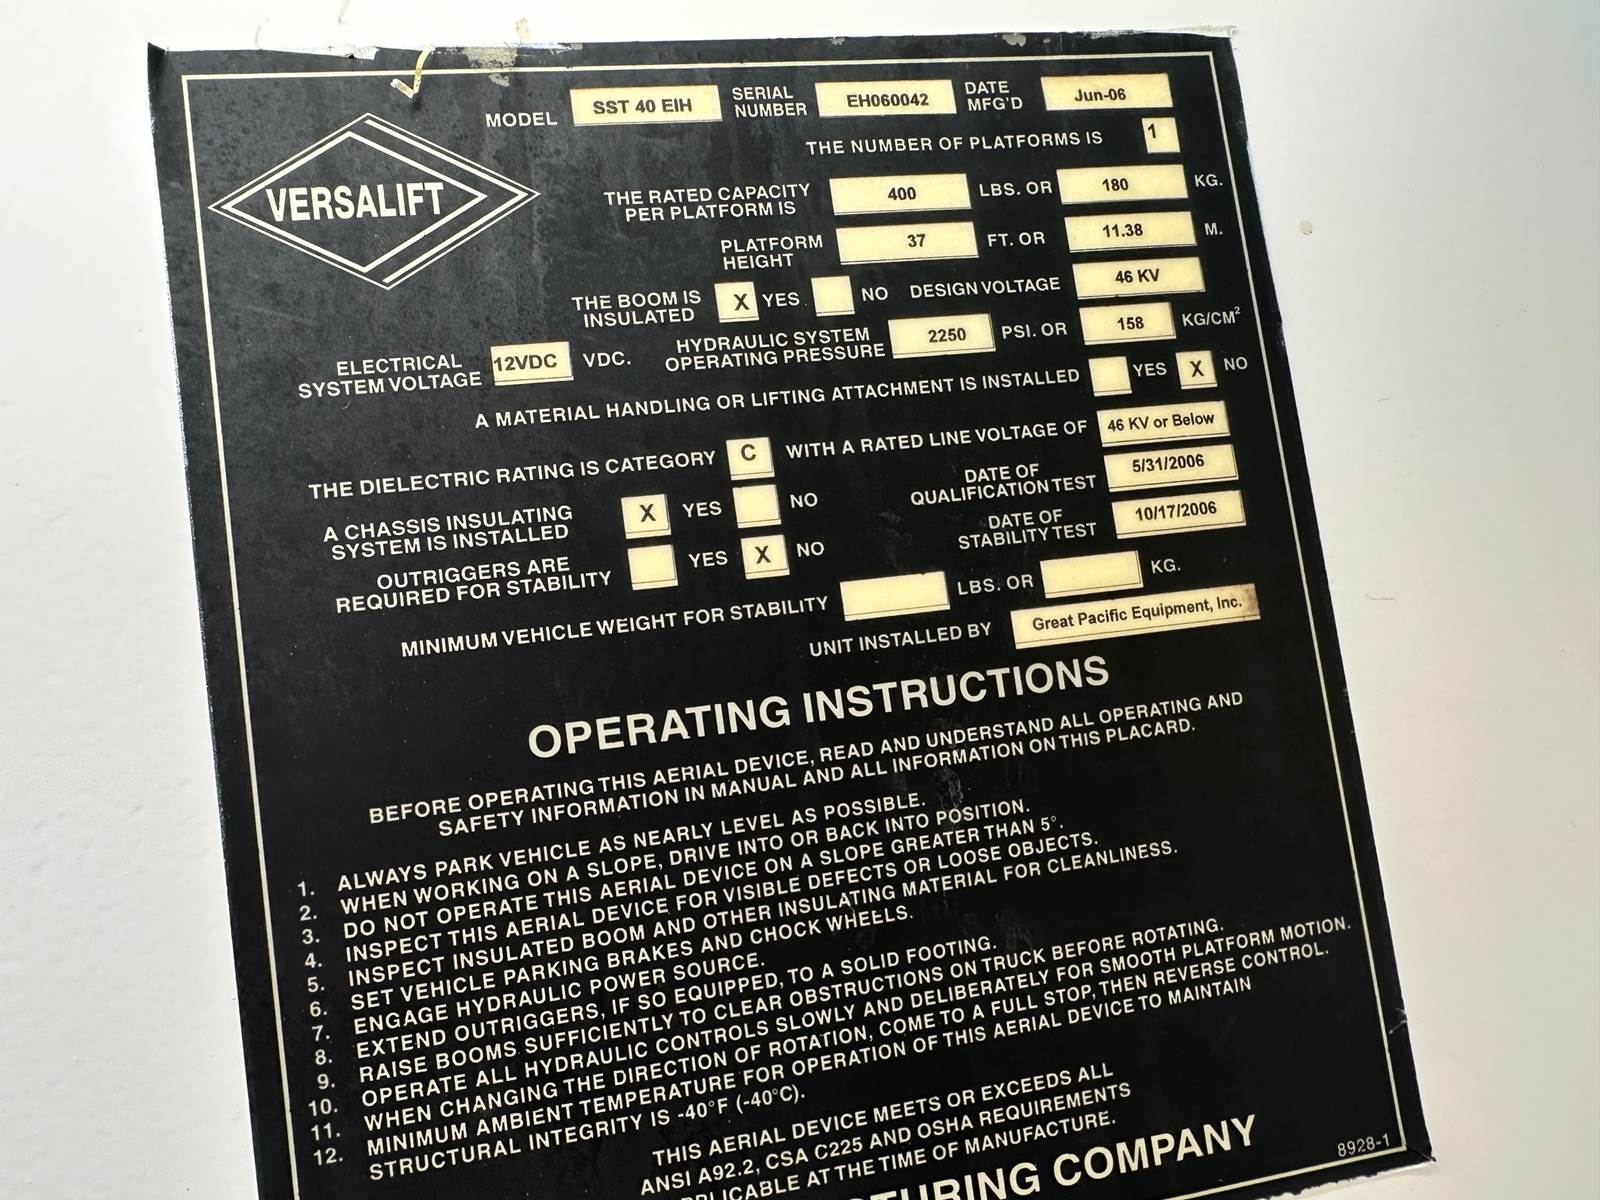 MODEL SST 40 EIH SERIAL NUMBER EH060042 DATE MFG'D Jun-06
VERSALIFT
THE NUMBER OF PLATFORMS IS 1
THE RATED CAPACITY PER PLATFORM IS 400 LBS. OR 180 KG.
PLATFORM HEIGHT 37 FT. OR 11.38 M.
THE BOOM IS INSULATED X YES NO DESIGN VOLTAGE 46 KV
ELECTRICAL SYSTEM VOLTAGE 12VDC VDC. HYDRAULIC SYSTEM OPERATING PRESSURE 2250 PSI. OR 158 KG/CM²
A MATERIAL HANDLING OR LIFTING ATTACHMENT IS INSTALLED YES X NO
THE DIELECTRIC RATING IS CATEGORY C WITH A RATED LINE VOLTAGE OF 46 KV or Below
A CHASSIS INSULATING SYSTEM IS INSTALLED X YES NO DATE OF QUALIFICATION TEST 5/31/2006
OUTRIGGERS ARE REQUIRED FOR STABILITY YES X NO DATE OF STABILITY TEST 10/17/2006
MINIMUM VEHICLE WEIGHT FOR STABILITY LBS. OR KG.
UNIT INSTALLED BY Great Pacific Equipment, Inc.
OPERATING INSTRUCTIONS
BEFORE OPERATING THIS AERIAL DEVICE, READ AND UNDERSTAND ALL OPERATING AND
SAFETY INFORMATION IN MANUAL AND ALL INFORMATION ON THIS PLACARD.
1. ALWAYS PARK VEHICLE AS NEARLY LEVEL AS POSSIBLE.
2. WHEN WORKING ON A SLOPE, DRIVE INTO OR BACK INTO POSITION.
3. DO NOT OPERATE THIS AERIAL DEVICE ON A SLOPE GREATER THAN 5°.
4. INSPECT THIS AERIAL DEVICE FOR VISIBLE DEFECTS OR LOOSE OBJECTS.
5. INSPECT INSULATED BOOM AND OTHER INSULATING MATERIAL FOR CLEANLINESS.
6. SET VEHICLE PARKING BRAKES AND CHOCK WHEELS.
7. ENGAGE HYDRAULIC POWER SOURCE.
8. EXTEND OUTRIGGERS, IF SO EQUIPPED, TO A SOLID FOOTING.
9. RAISE BOOMS SUFFICIENTLY TO CLEAR OBSTRUCTIONS ON TRUCK BEFORE ROTATING.
10. OPERATE ALL HYDRAULIC CONTROLS SLOWLY AND DELIBERATELY FOR SMOOTH PLATFORM MOTION.
11. WHEN CHANGING THE DIRECTION OF ROTATION, COME TO A FULL STOP, THEN REVERSE CONTROL.
12. MINIMUM AMBIENT TEMPERATURE FOR OPERATION OF THIS AERIAL DEVICE TO MAINTAIN
STRUCTURAL INTEGRITY IS -40°F (-40°C).
THIS AERIAL DEVICE MEETS OR EXCEEDS ALL
ANSI A92.2, CSA C225 AND OSHA REQUIREMENTS
AT THE TIME OF MANUFACTURE.
COMPANY
8928-1